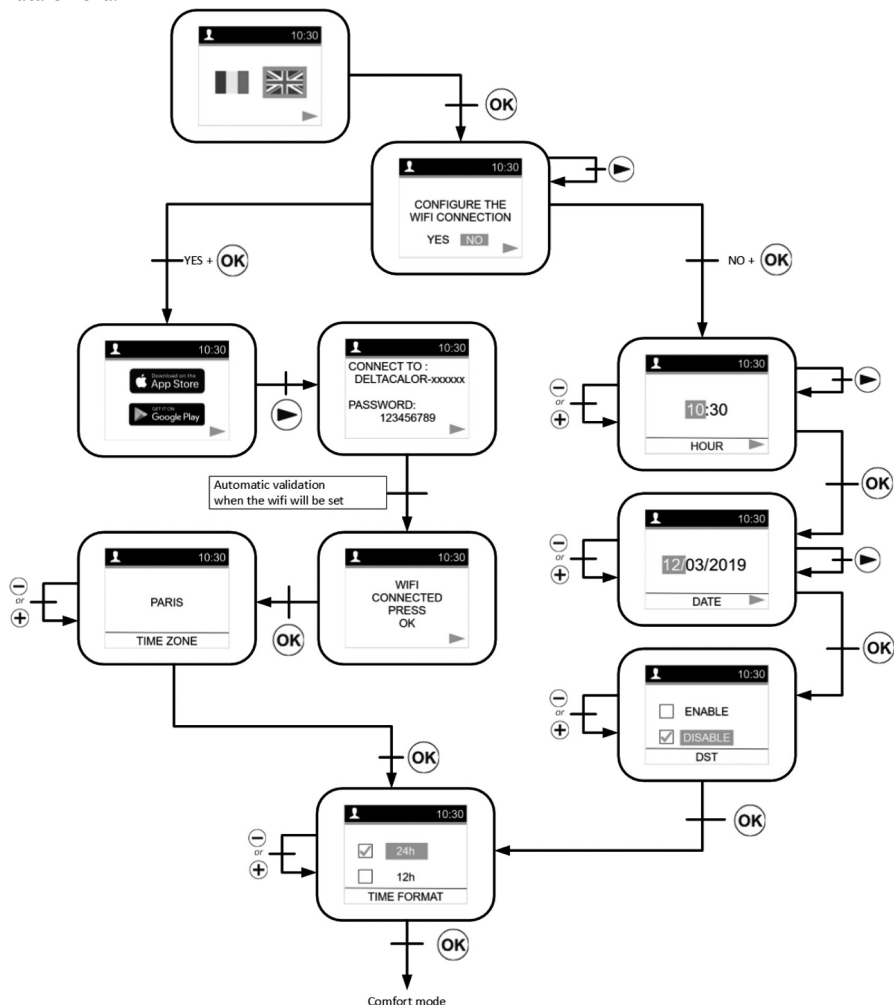 10:30
OK
10:30
CONFIGURE THE
WIFI CONNECTION
YES NO
YES + OK
NO + OK
10:30
Download on the
App Store
GET IT ON
Google Play
10:30
CONNECT TO :
DELTACALOR-xxxxxx
PASSWORD:
123456789
10:30
10:30
HOUR
- or +
OK
Automatic validation
when the wifi will be set
10:30
PARIS
TIME ZONE
- or +
OK
10:30
WIFI
CONNECTED
PRESS
OK
10:30
12/03/2019
DATE
- or +
OK
10:30
ENABLE
DISABLE
DST
- or +
OK
OK
10:30
24h
12h
TIME FORMAT
- or +
OK
Comfort mode